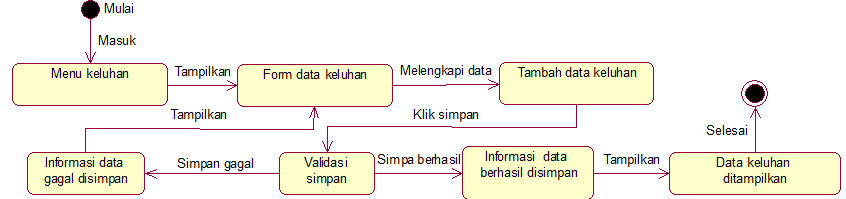 Mulai
Masuk
Menu keluhan
Tampilkan
Form data keluhan
Melengkapi data
Tambah data keluhan
Tampilkan
Klik simpan
Selesai
Informasi data
gagal disimpan
Simpan gagal
Validasi
simpan
Simpa berhasil
Informasi data
berhasil disimpan
Tampilkan
Data keluhan
ditampilkan